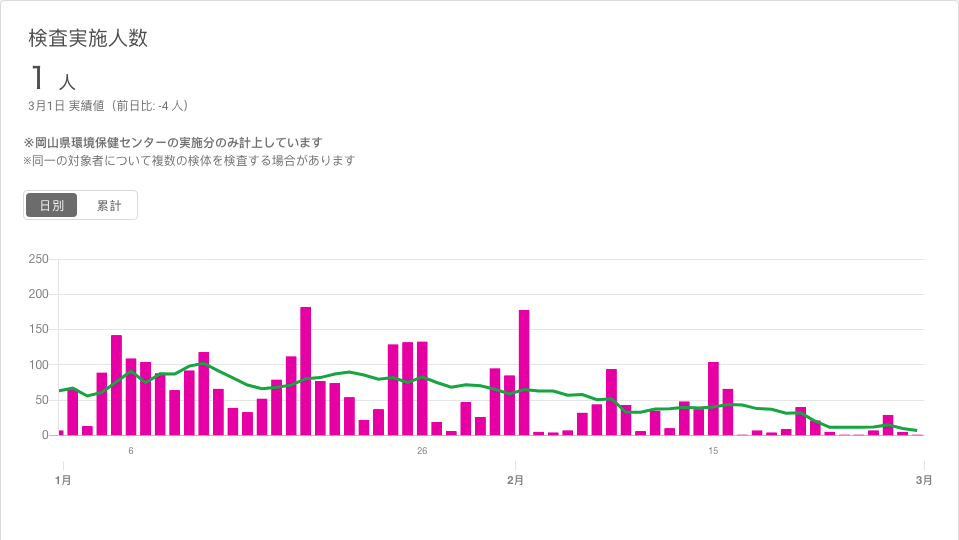 検査実施人数
1 人
3月1日 実績値（前日比: -4 人）
※岡山県環境保健センターの実施分のみ計上しています
※同一の対象者について複数の検体を検査する場合があります
日別 累計
250
200
150
100
50
0
6 26 15
1月 2月 3月